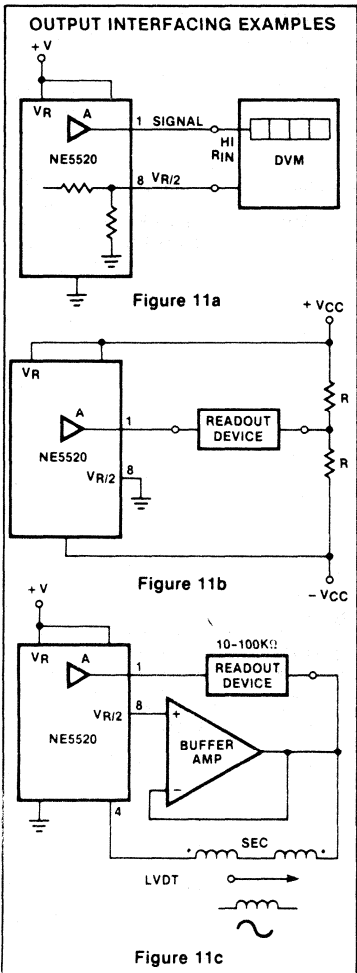 OUTPUT INTERFACING EXAMPLES
+ V
VR
A
1 SIGNAL
HI
RIN
DVM
NE5520
8 VR/2
Figure 11a
+ VCC
VR
A
1
READOUT
DEVICE
R
R
NE5520
8
VR/2
Figure 11b
- VCC
+ V
10-100KΩ
VR
A
1
READOUT
DEVICE
8
VR/2
+
BUFFER
AMP
-
NE5520
4
SEC
LVDT
Figure 11c